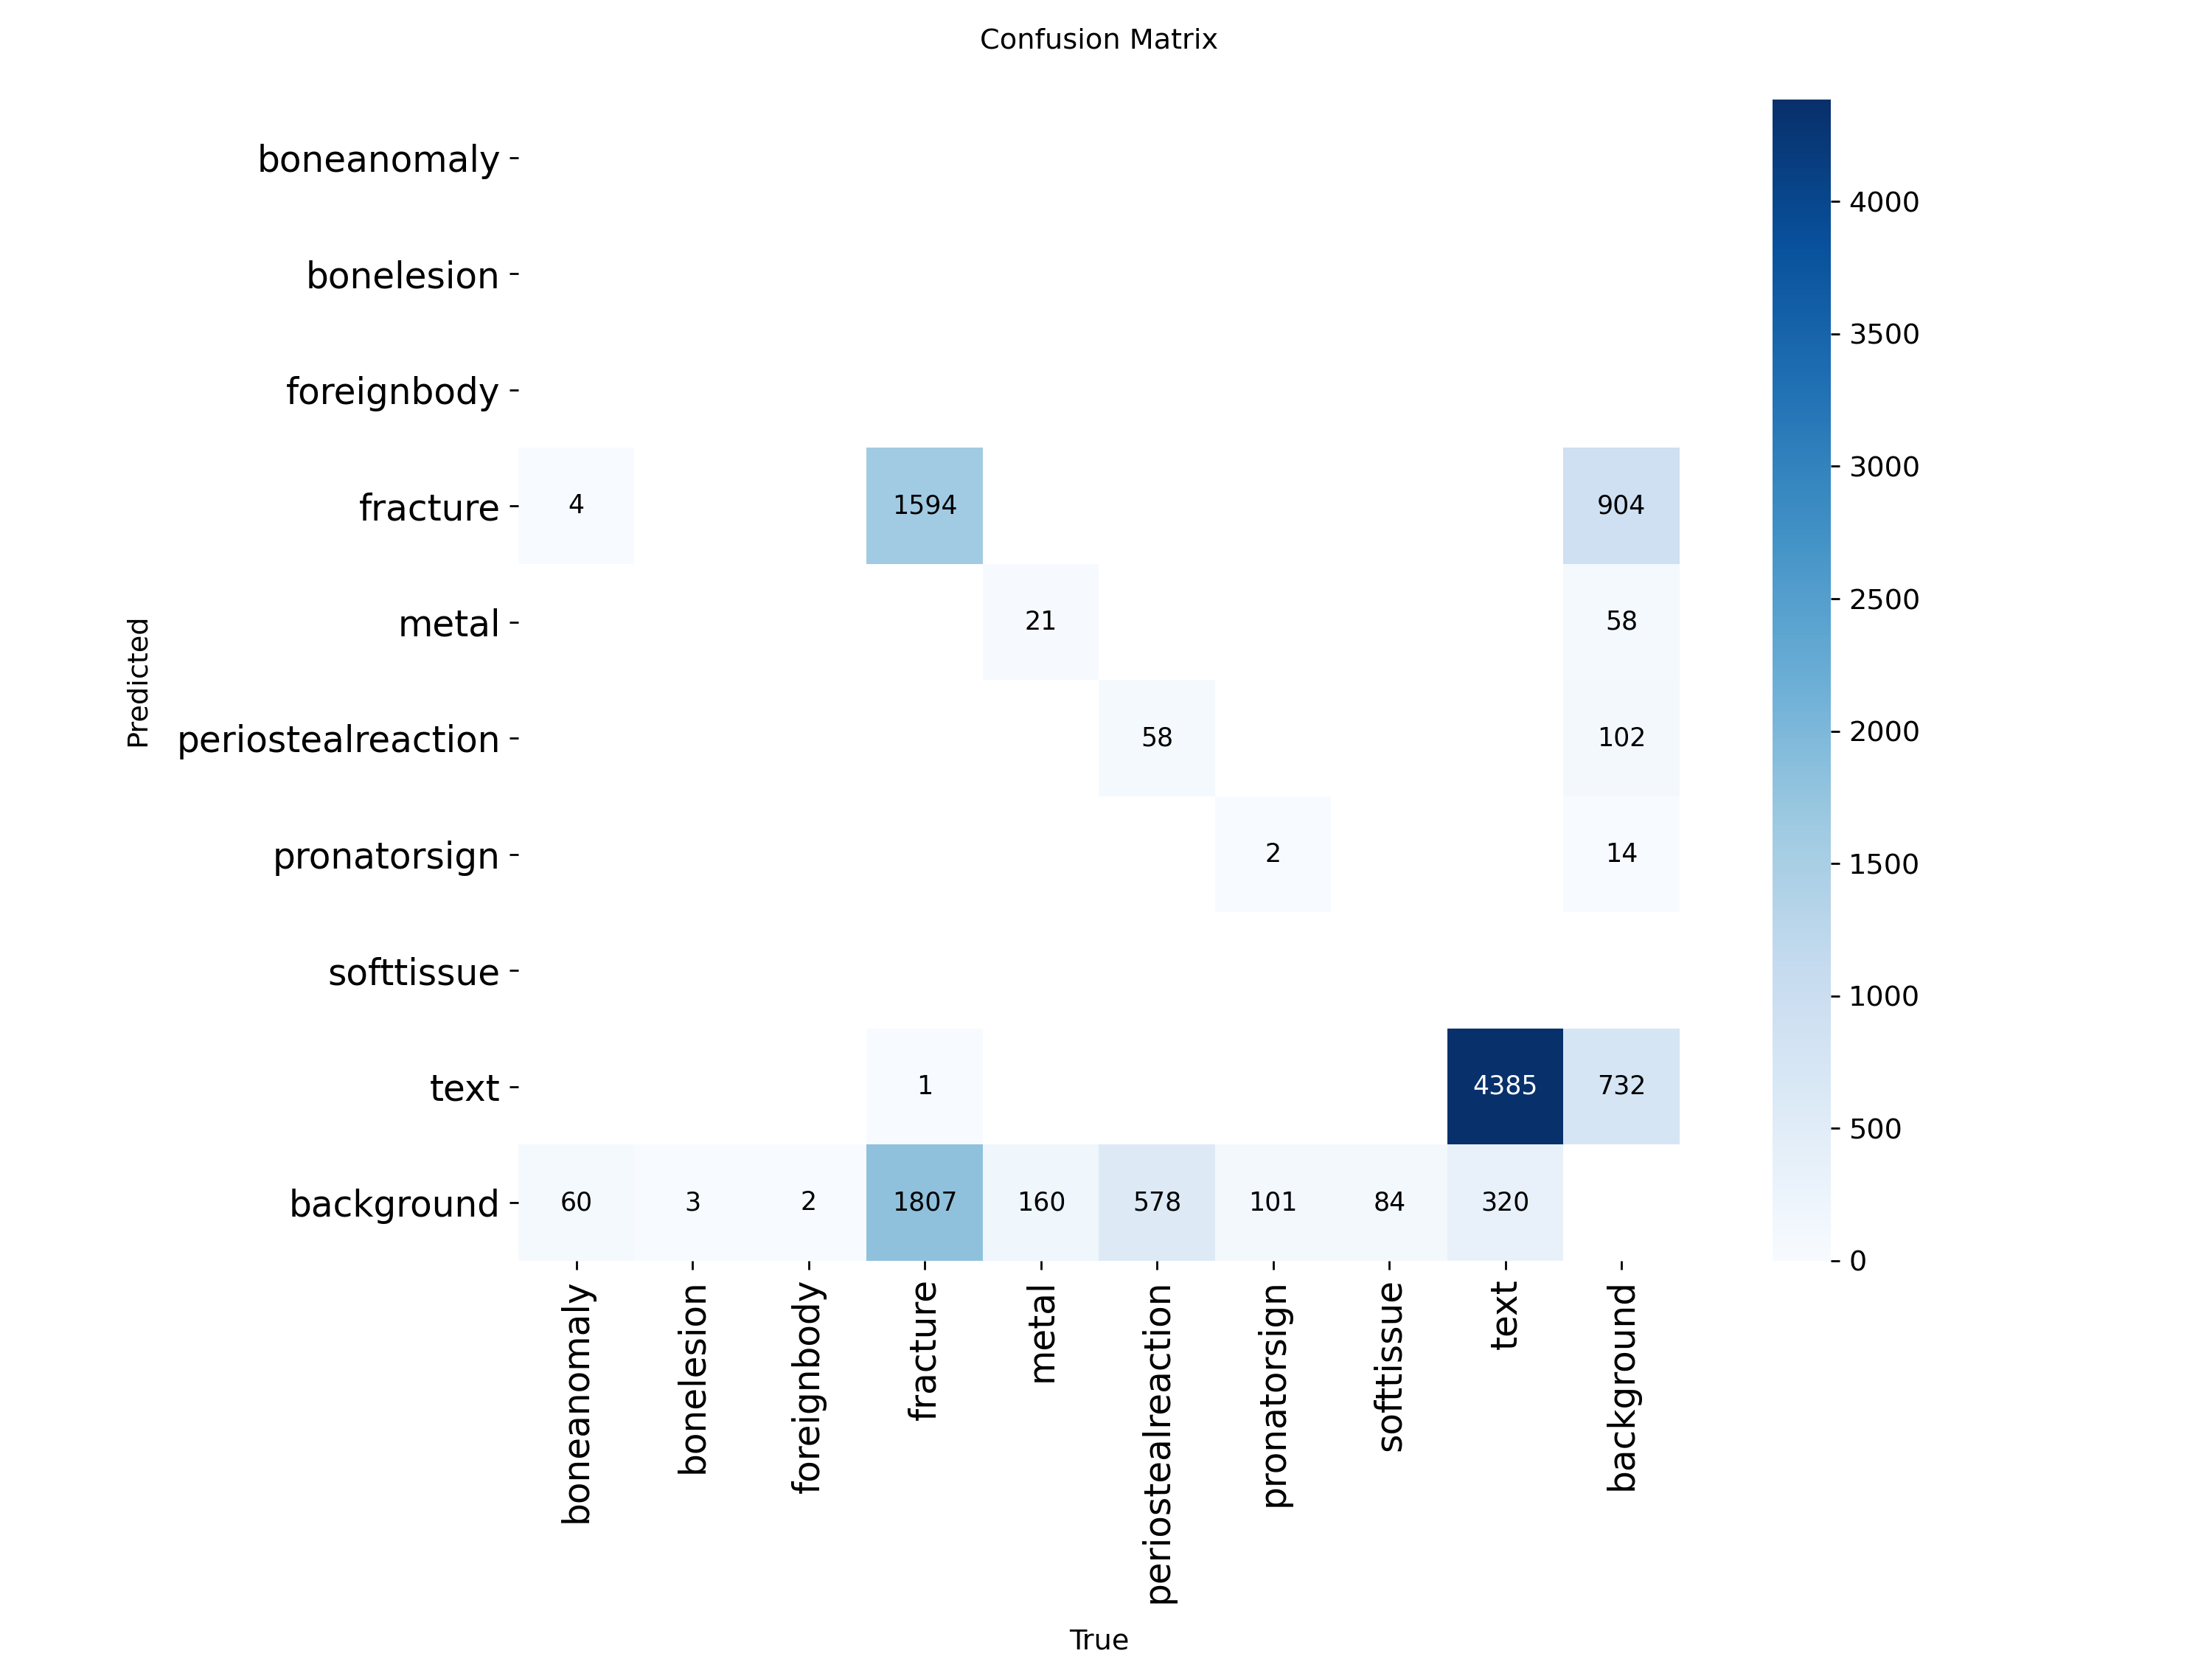 Confusion Matrix
boneanomaly
bonelesion
foreignbody
fracture 4 1594 904
metal 21 58
periostealreaction 58 102
pronatorsign 2 14
softtissue
text 1 4385 732
background 60 3 2 1807 160 578 101 84 320
boneanomaly bonelesion foreignbody fracture metal periostealreaction pronatorsign softtissue text background
Predicted
True
4000
3500
3000
2500
2000
1500
1000
500
0